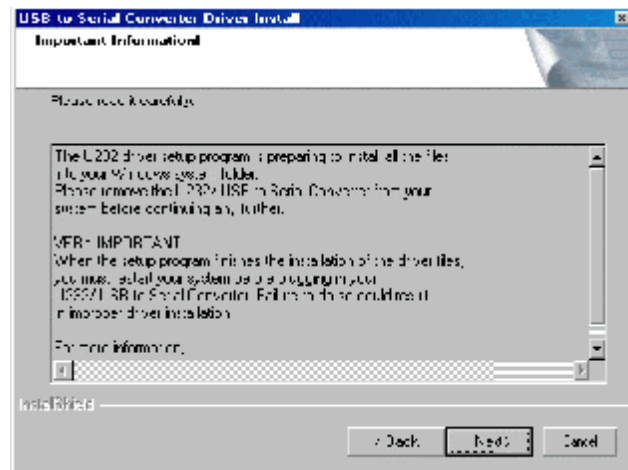 USB to Serial Converter Driver Install
Important Information!
Please read it carefully.
The U232 driver setup program is preparing to install all the files
into your Windows system folder.
Please remove the USB to Serial Converter from your
system before continuing any further.
VERY IMPORTANT
When the setup program finishes the installation of the driver files,
you must restart your system before plugging in your
USB to Serial Converter. Failure to do so could result
in improper driver installation
For more information,
InstallShield
< Back
Next >
Cancel